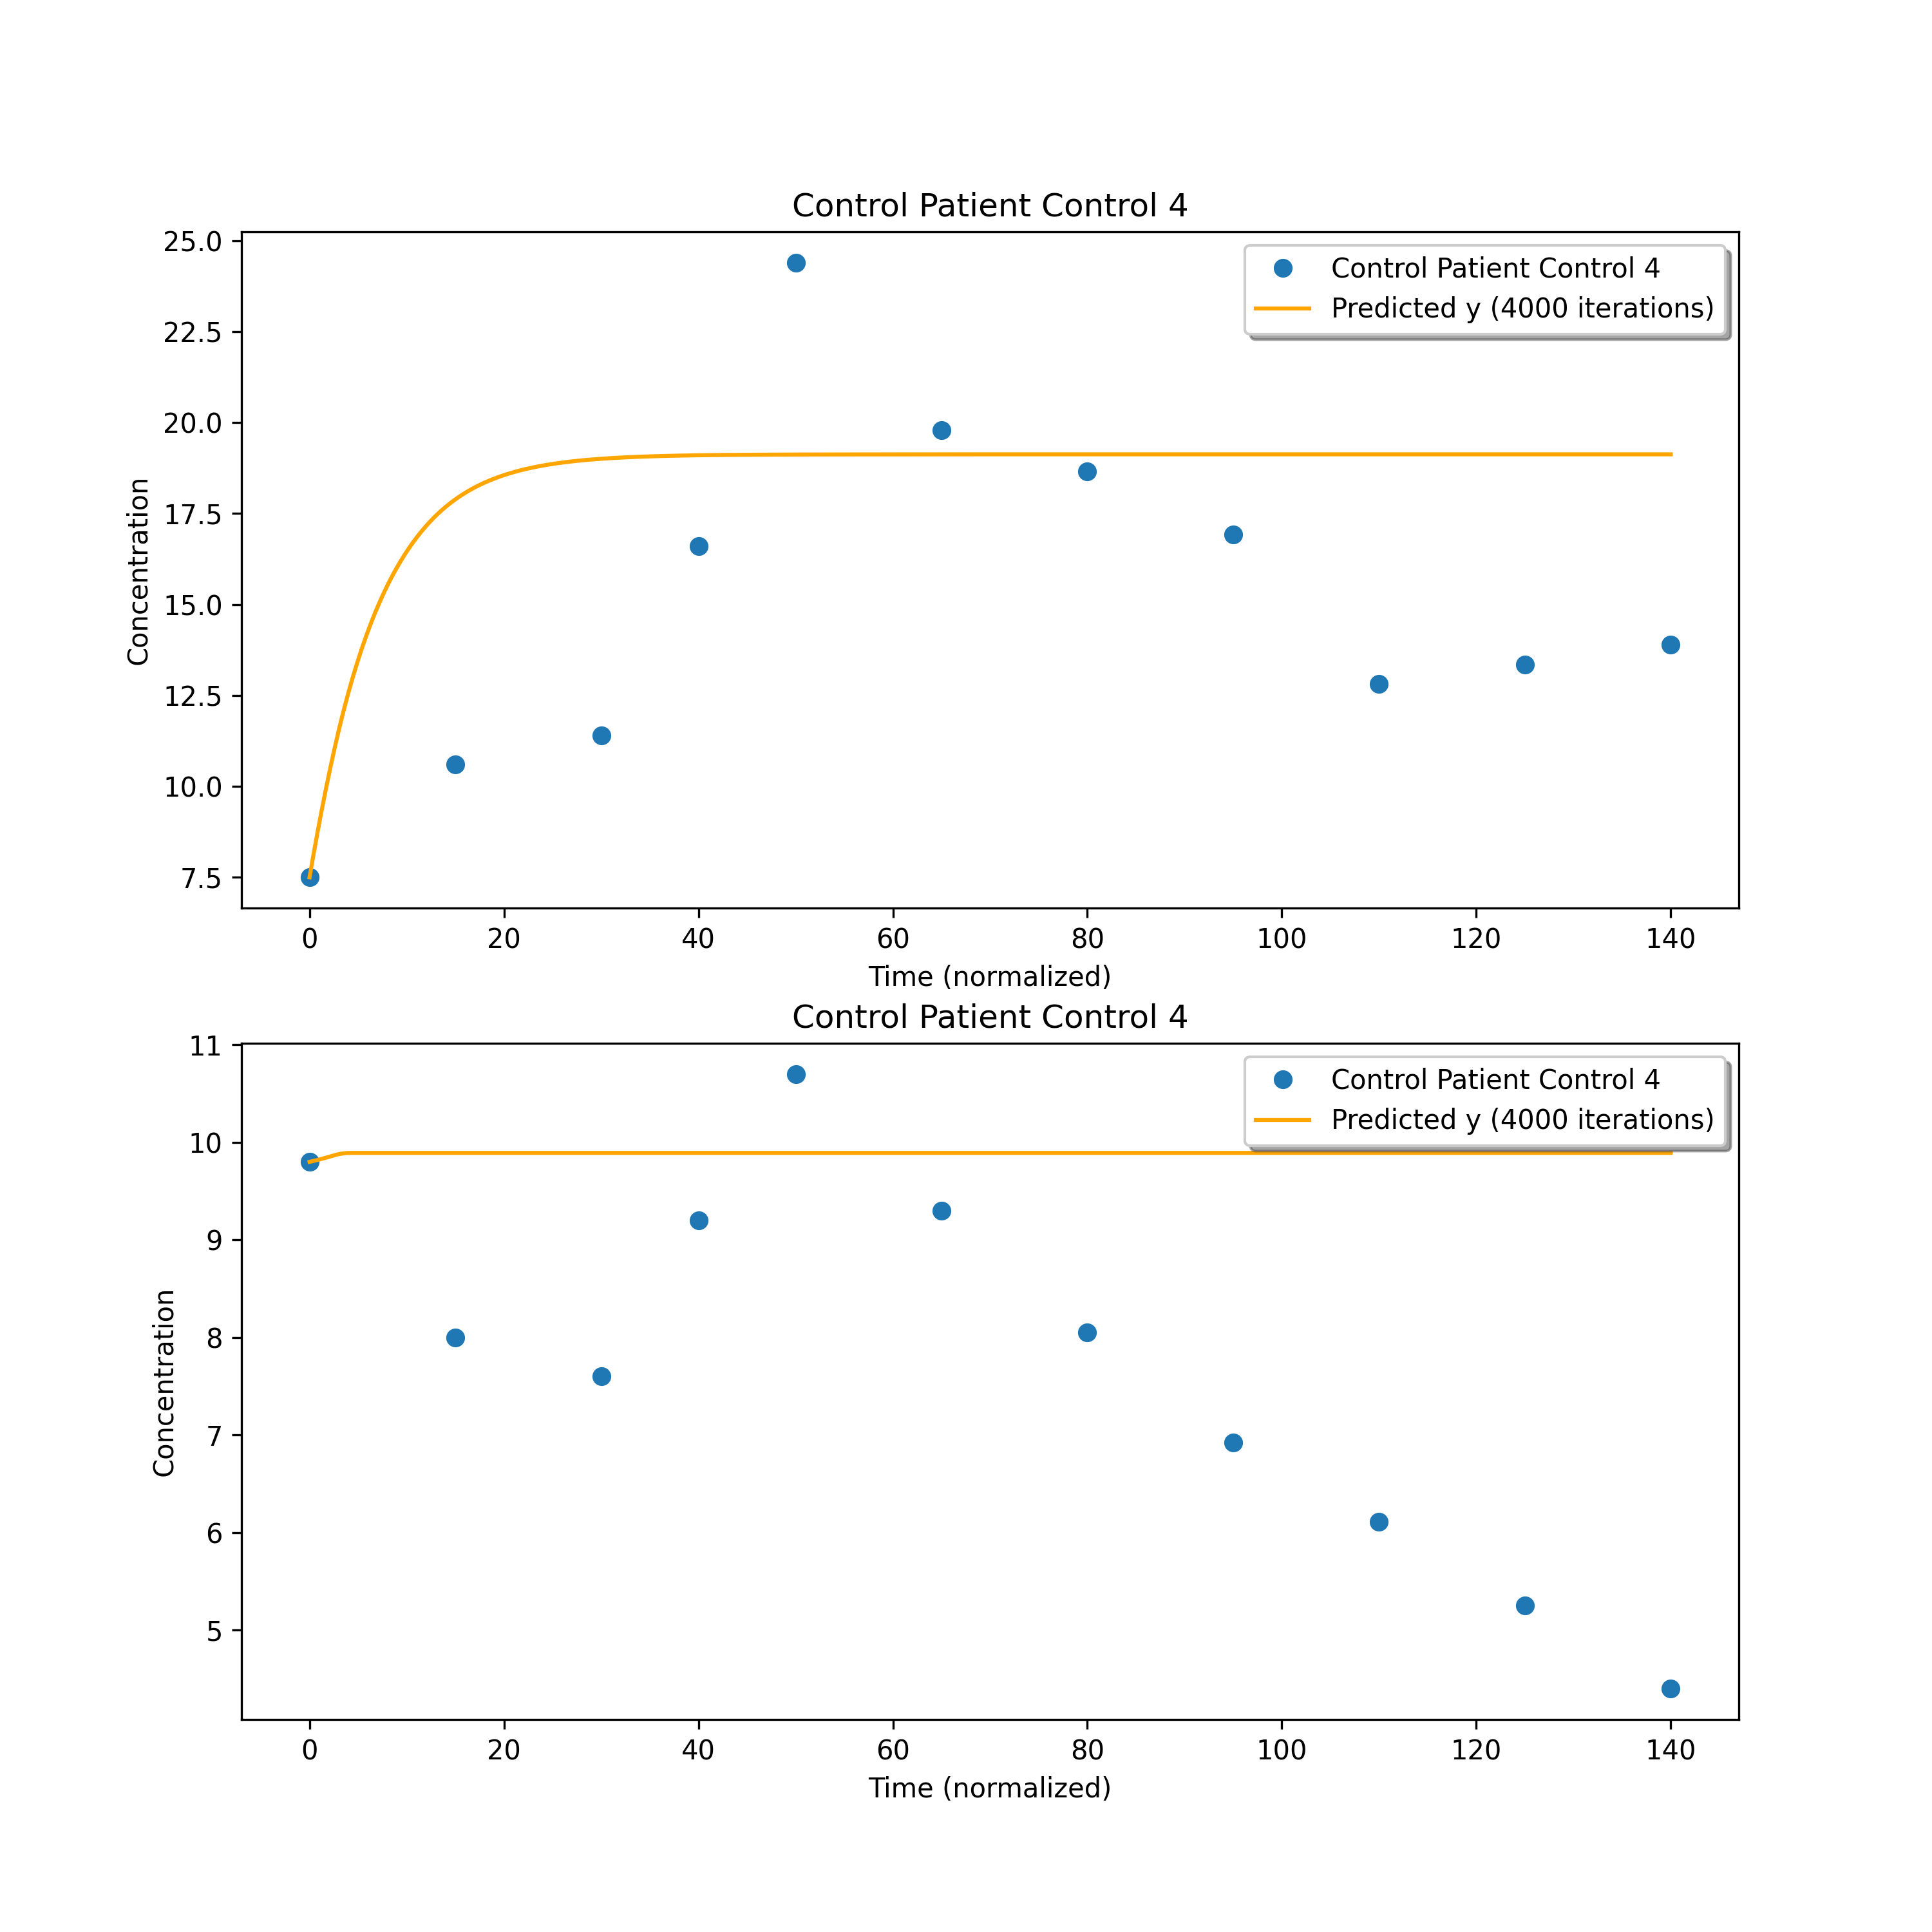 Control Patient Control 4
25.0
22.5
20.0
17.5
15.0
12.5
10.0
7.5
Concentration
Control Patient Control 4
Predicted y (4000 iterations)
0 20 40 60 80 100 120 140
Time (normalized)
Control Patient Control 4
11
10
9
8
7
6
5
Concentration
Control Patient Control 4
Predicted y (4000 iterations)
0 20 40 60 80 100 120 140
Time (normalized)